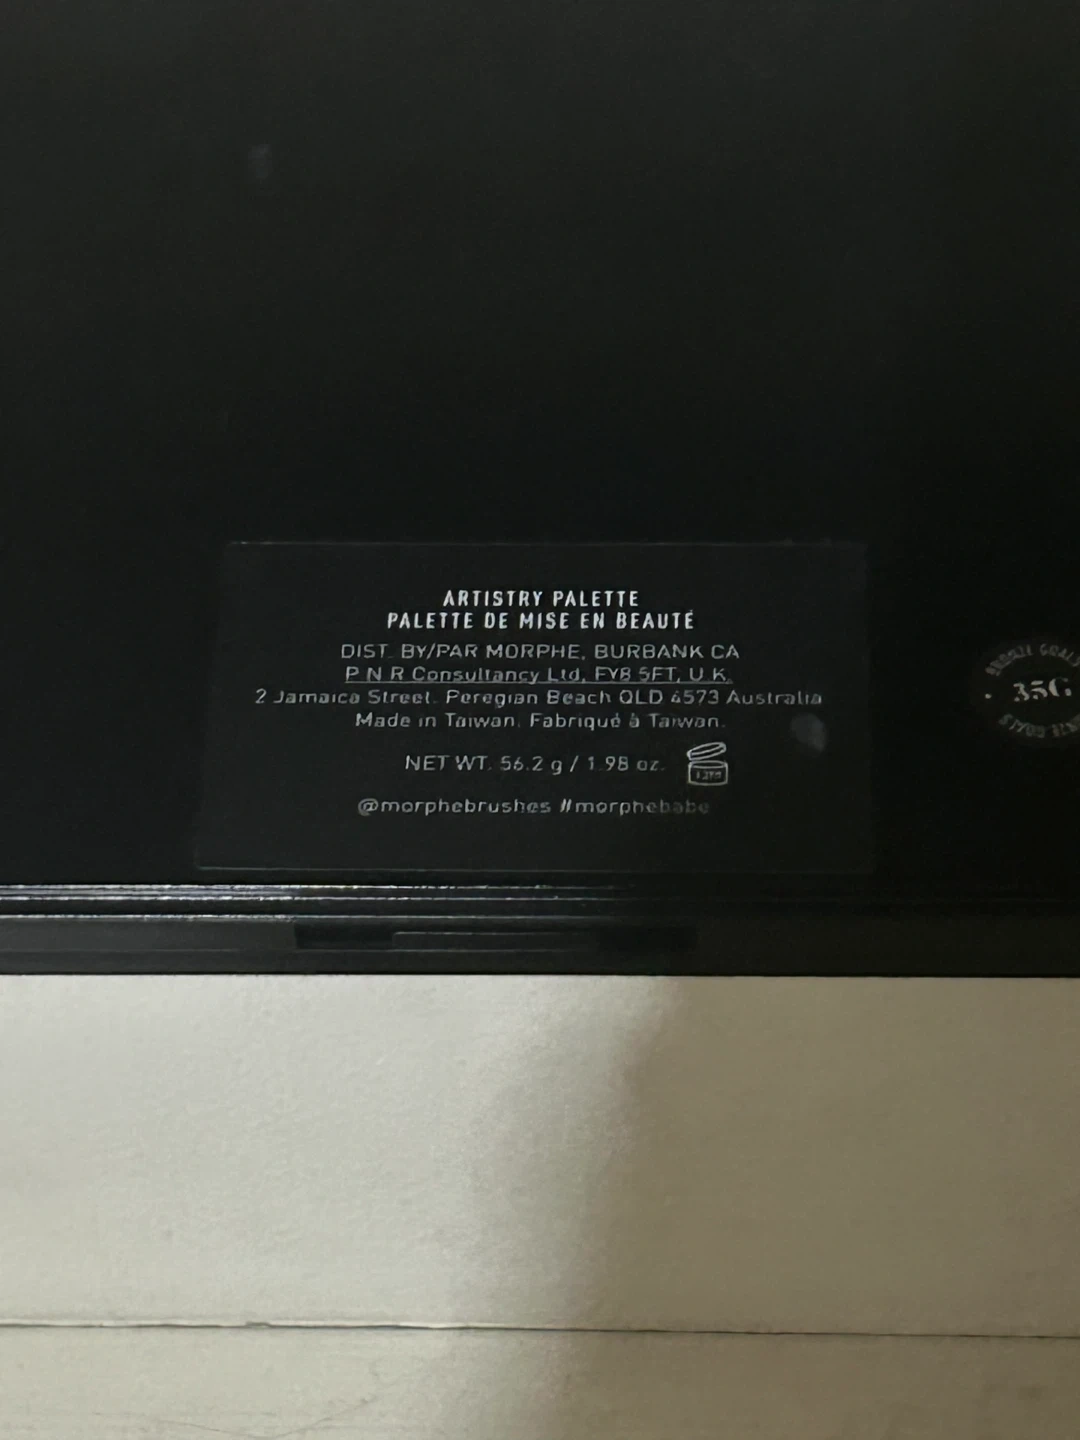 ARTISTRY PALETTE
PALETTE DE MISE EN BEAUTÉ
DIST. BY/PAR MORPHE, BURBANK CA
P N R Consultancy Ltd, FY8 5FT, U.K.
2 Jamaica Street. Peregian Beach QLD 4573 Australia
Made in Taiwan. Fabriqué à Taiwan.
NET WT. 56.2 g / 1.98 oz.
@morphebrushes #morphebabe
BRONZE GOALS
35G